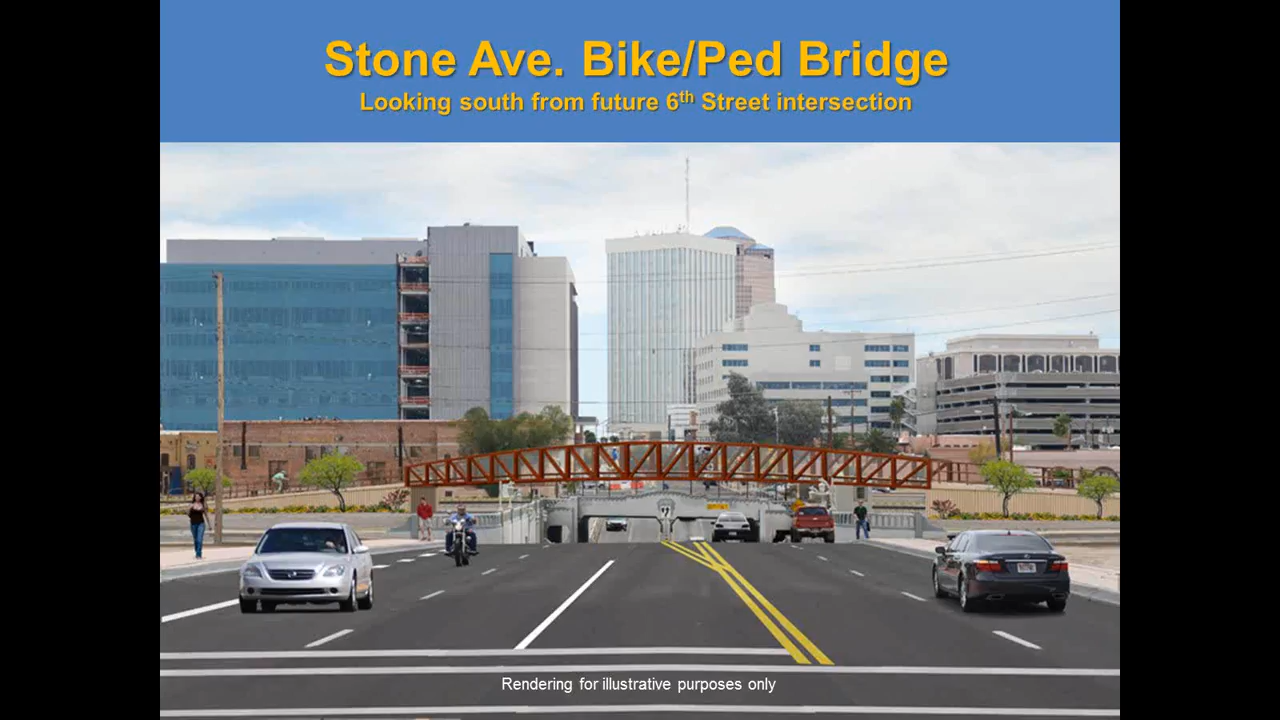 Stone Ave. Bike/Ped Bridge
Looking south from future 6th Street intersection
Rendering for illustrative purposes only